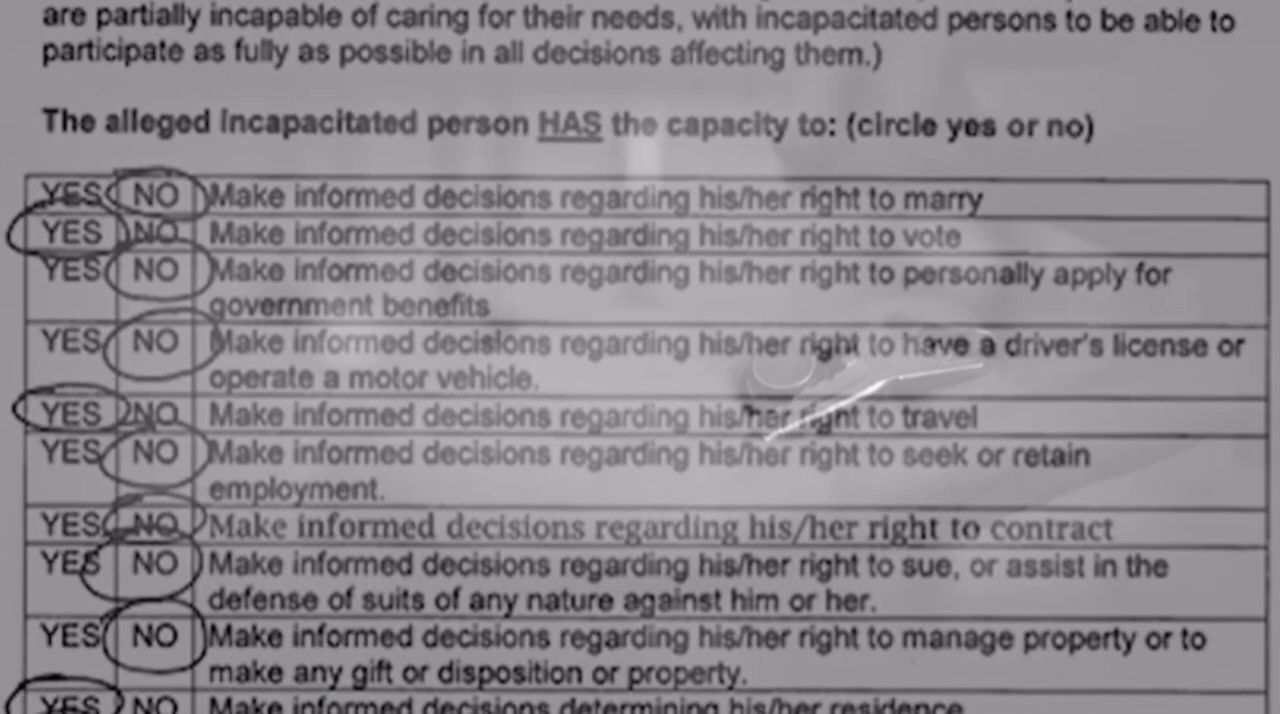 are partially incapable of caring for their needs, with incapacitated persons to be able to
participate as fully as possible in all decisions affecting them.)
The alleged incapacitated person HAS the capacity to: (circle yes or no)
YES NO Make informed decisions regarding his/her right to marry
YES NO Make informed decisions regarding his/her right to vote
YES NO Make informed decisions regarding his/her right to personally apply for
government benefits
YES NO Make informed decisions regarding his/her right to have a driver's license or
operate a motor vehicle.
YES NO Make informed decisions regarding his/her right to travel
YES NO Make informed decisions regarding his/her right to seek or retain
employment.
YES NO Make informed decisions regarding his/her right to contract
YES NO Make informed decisions regarding his/her right to sue, or assist in the
defense of suits of any nature against him or her.
YES NO Make informed decisions regarding his/her right to manage property or to
make any gift or disposition or property.
YES NO Make informed decisions determining his/her residence